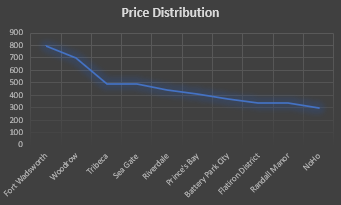 Price Distribution
900
800
700
600
500
400
300
200
100
0
Fort Wadsworth
Woodrow
Tribeca
Sea Gate
Riverdale
Prince's Bay
Battery Park City
Flatiron District
Randall Manor
NoHo